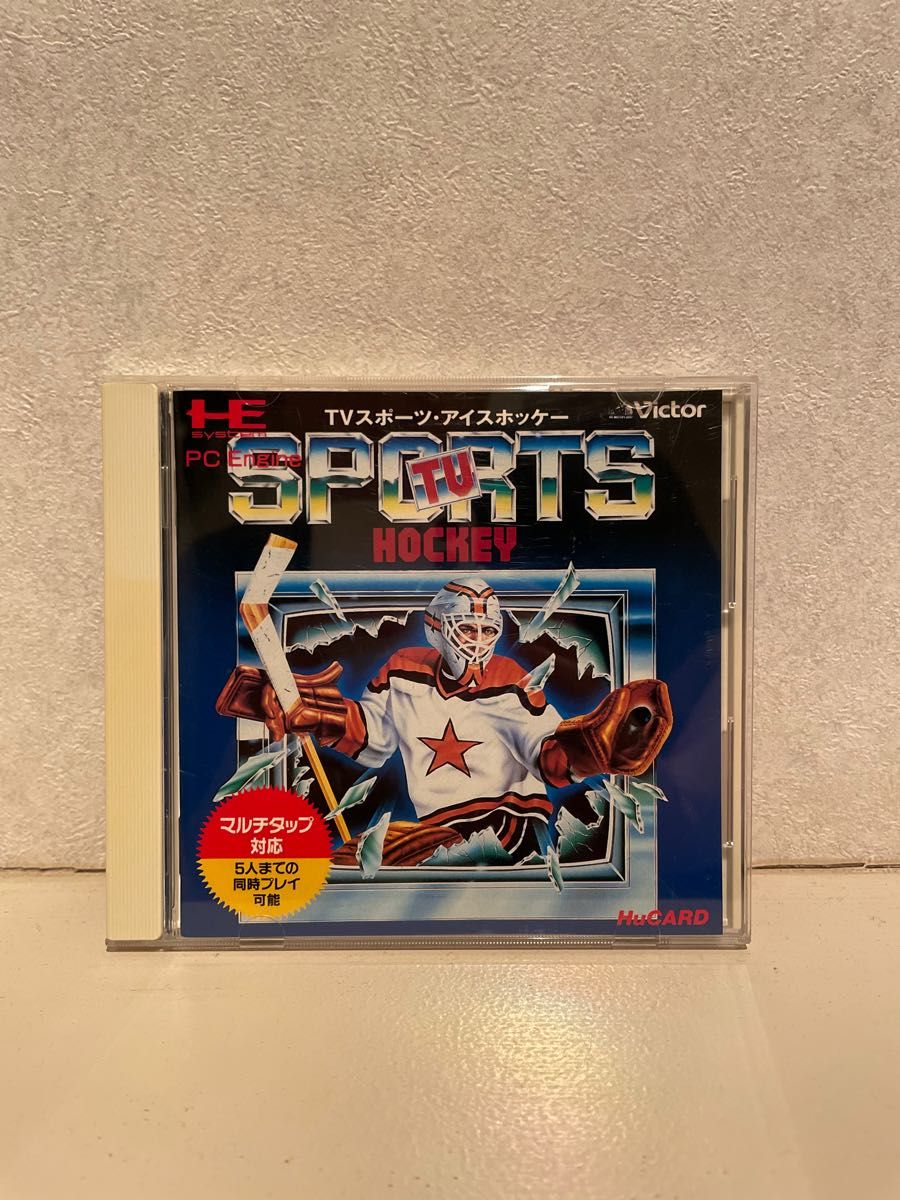 HE
system
PC Engine
TVスポーツ・アイスホッケー
Victor
SPORTS
TV
HOCKEY
マルチタップ
対応
5人までの
同時プレイ
可能
HuCARD